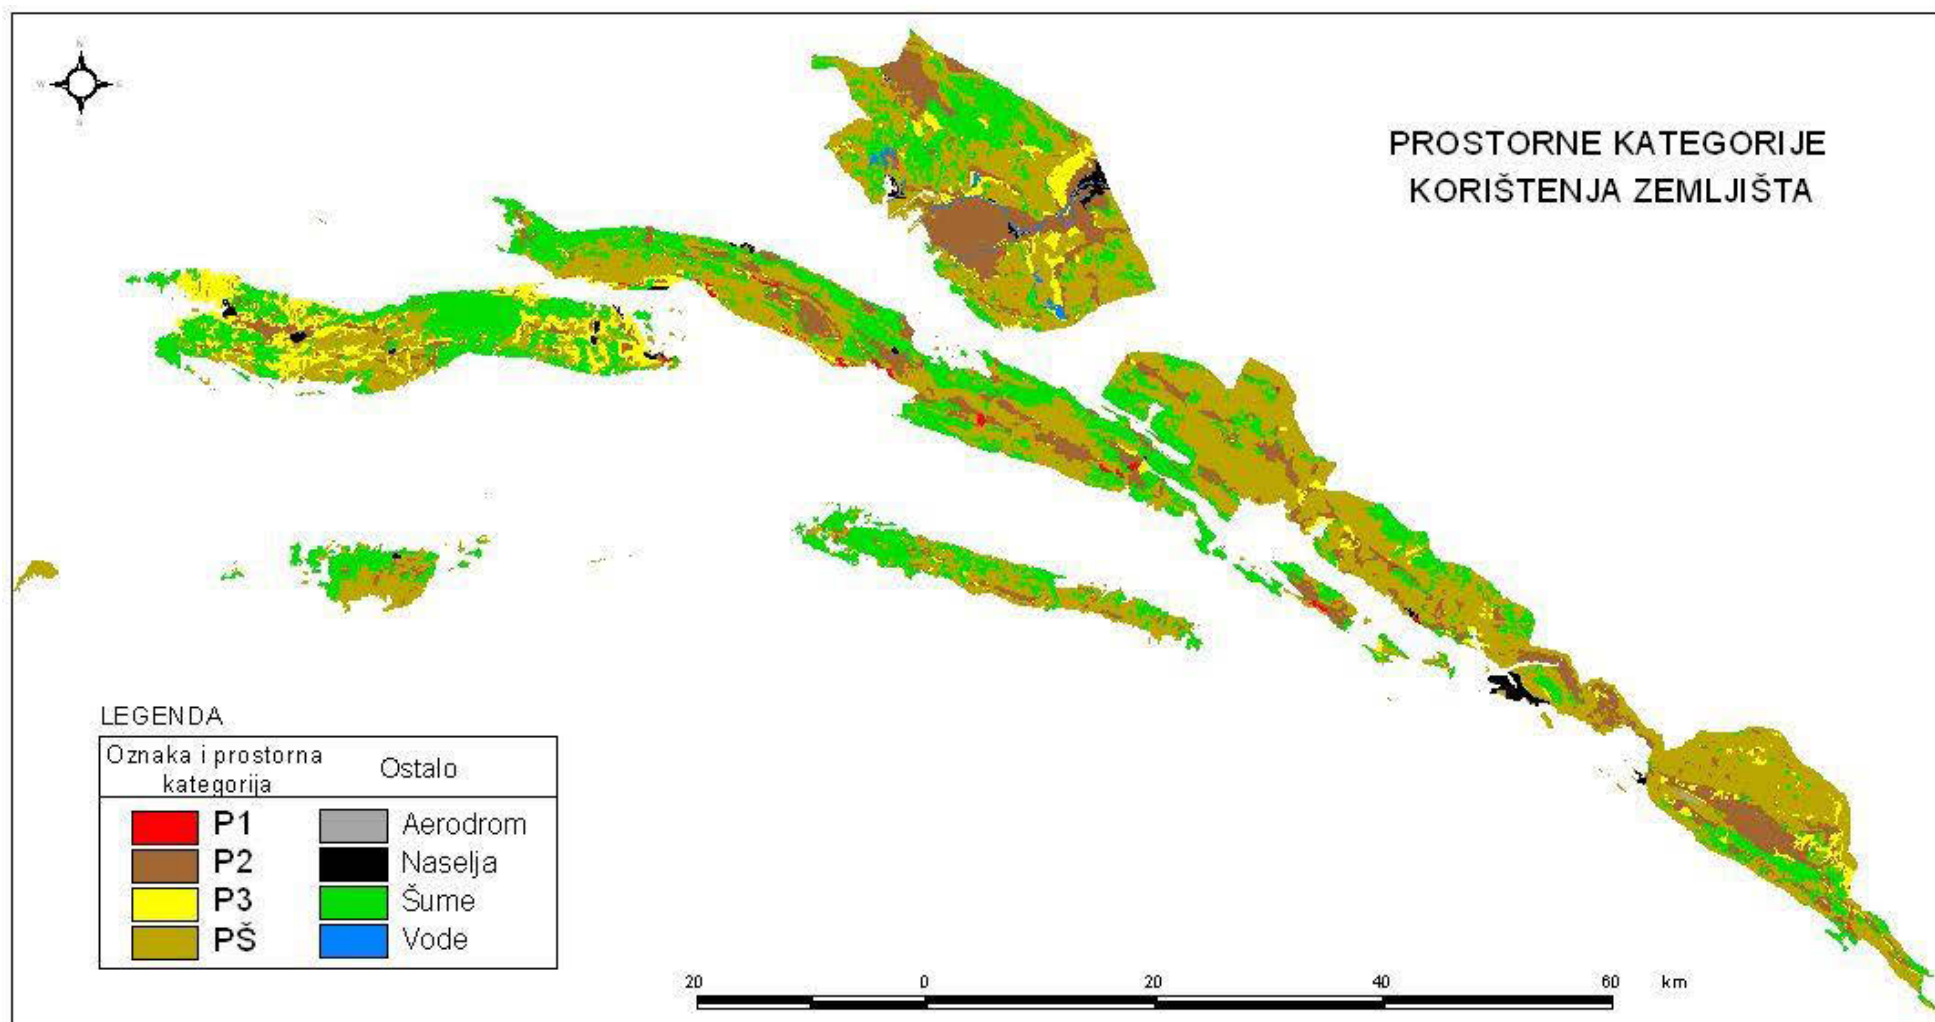 N
W
E
S
PROSTORNE KATEGORIJE
KORIŠTENJA ZEMLJIŠTA
LEGENDA
Oznaka i prostorna
kategorija
Ostalo
P1
Aerodrom
P2
Naselja
P3
Šume
PŠ
Vode
20 0 20 40 60 km